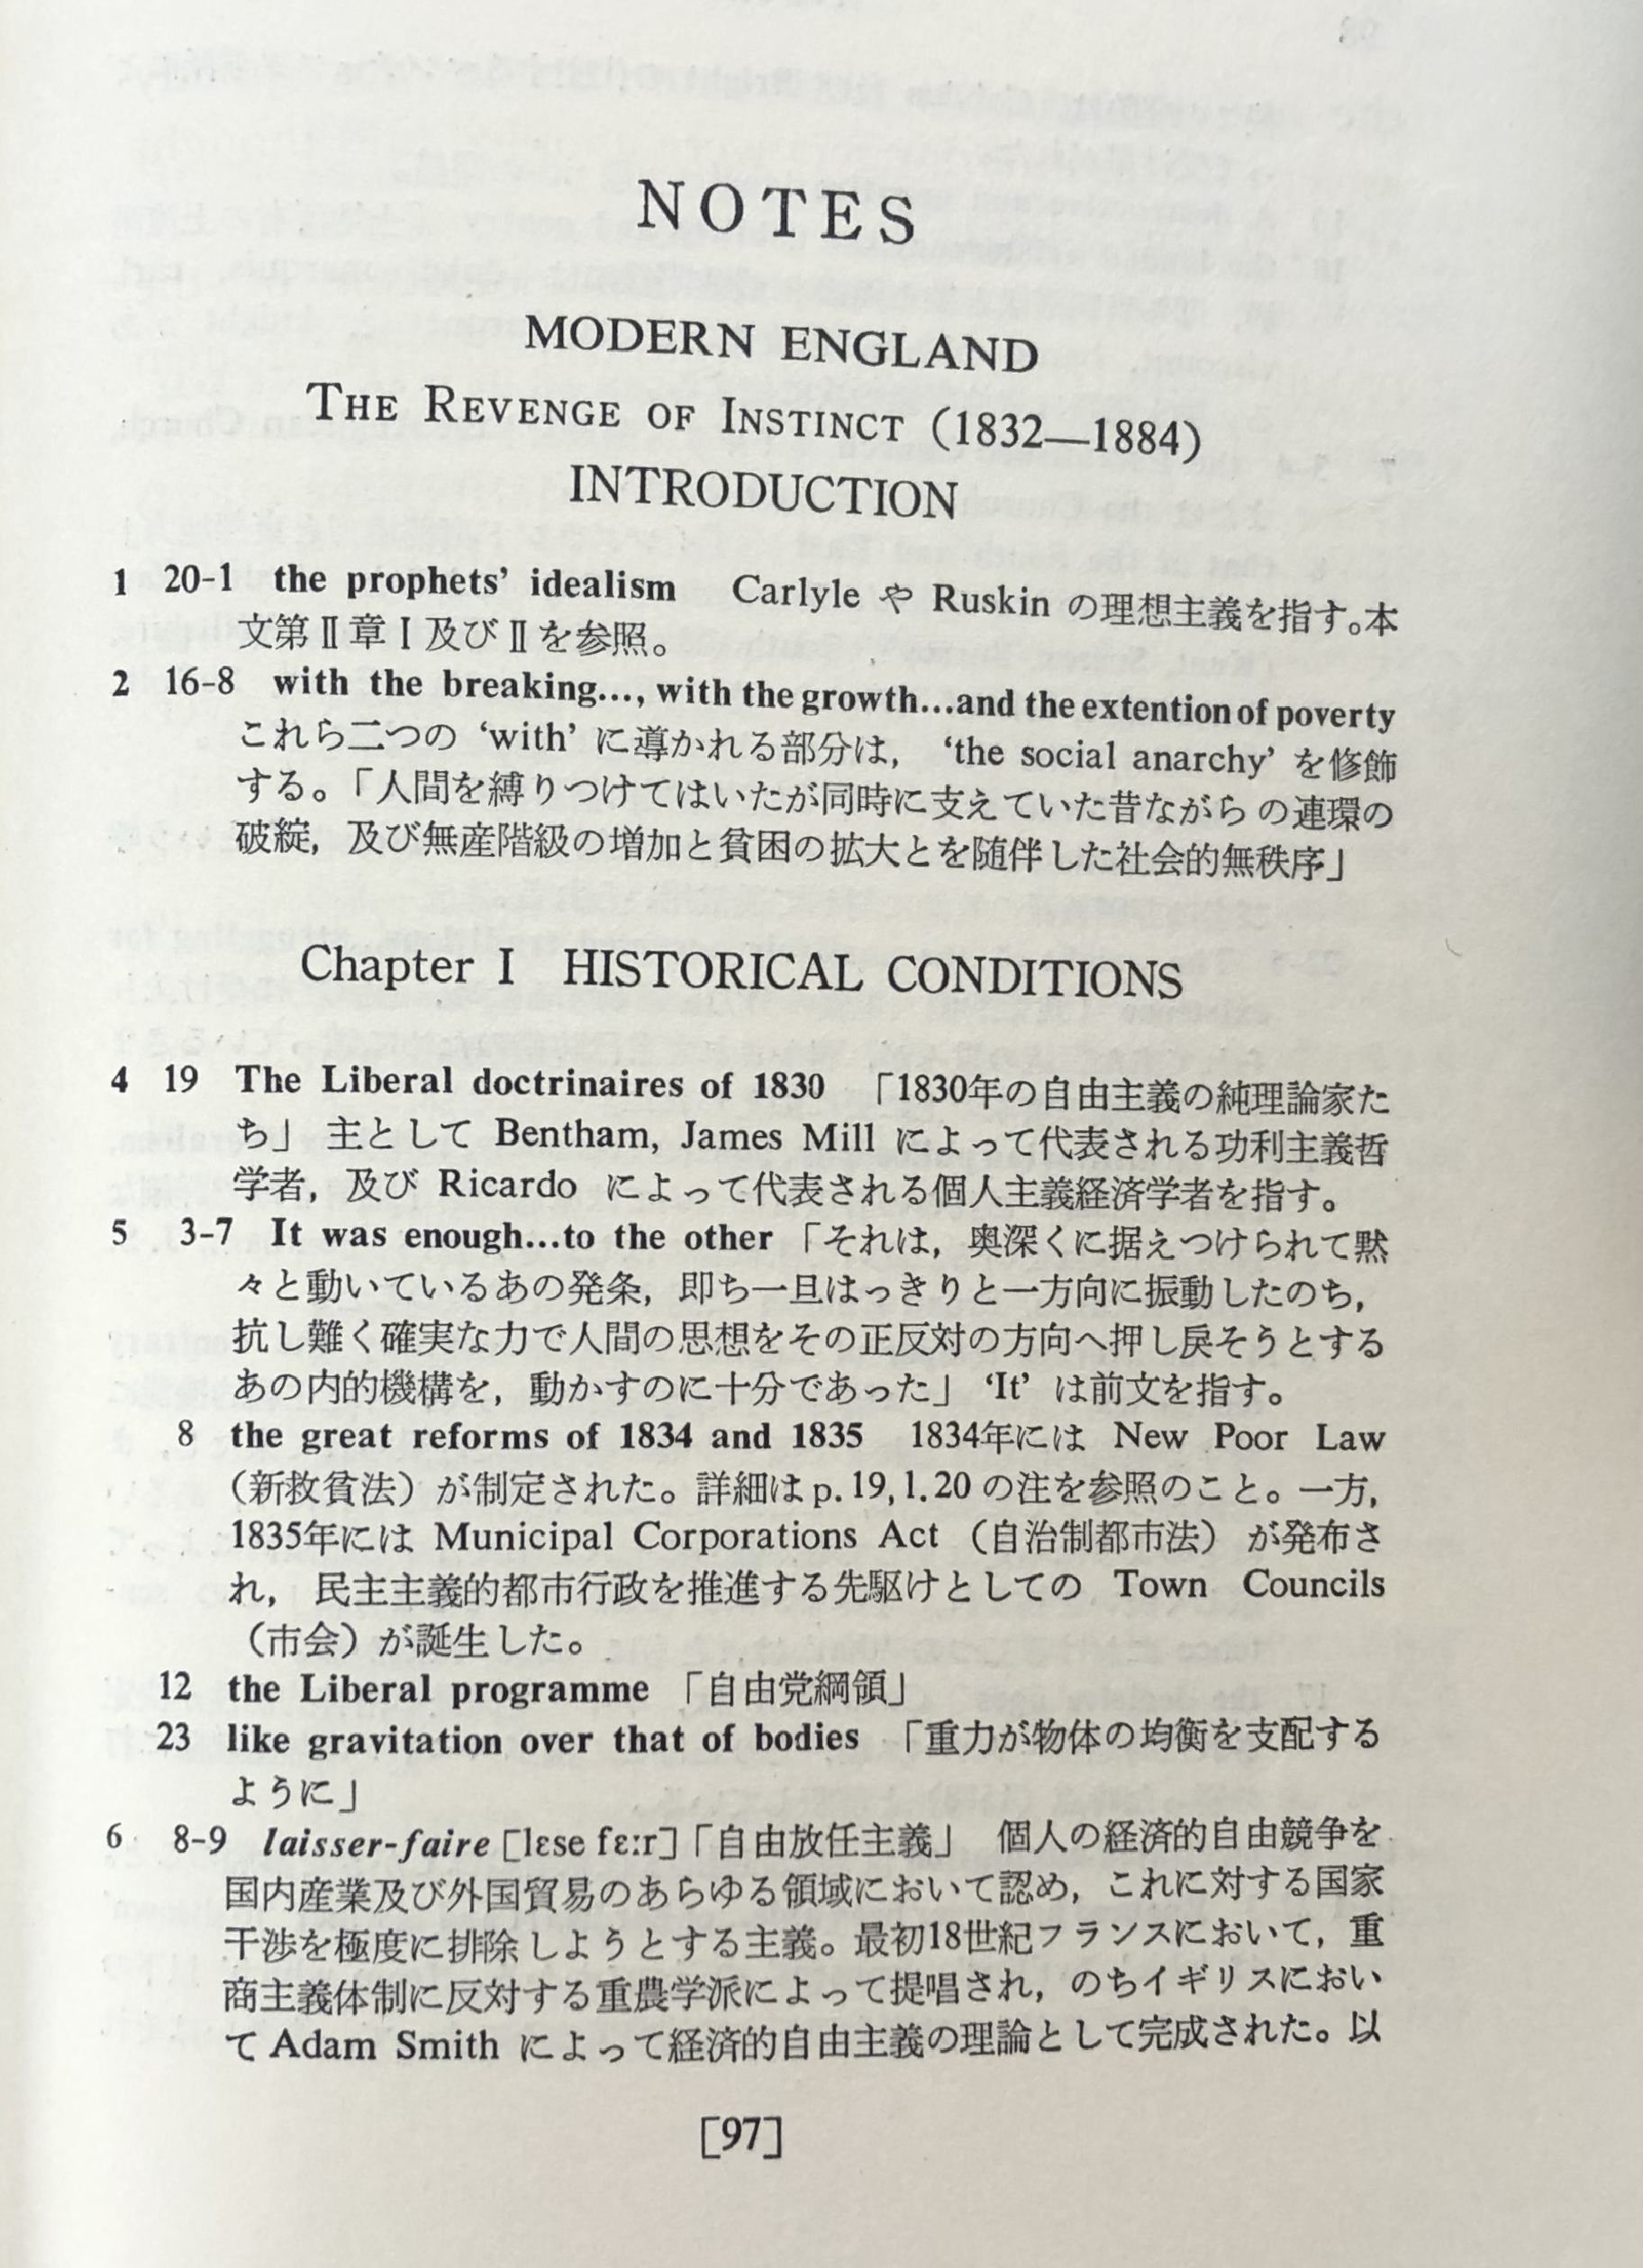 NOTES
MODERN ENGLAND
THE REVENGE OF INSTINCT (1832—1884)
INTRODUCTION
1 20-1 the prophets' idealism Carlyle や Ruskin の理想主義を指す。本
文第Ⅱ章Ⅰ及びⅡを参照。
2 16-8 with the breaking..., with the growth...and the extention of poverty
これら二つの 'with' に導かれる部分は, 'the social anarchy' を修飾
する。「人間を縛りつけてはいたが同時に支えていた昔ながらの連環の
破綻, 及び無産階級の増加と貧困の拡大とを随伴した社会的無秩序」
Chapter I HISTORICAL CONDITIONS
4 19 The Liberal doctrinaires of 1830 「1830年の自由主義の純理論家た
ち」 主として Bentham, James Mill によって代表される功利主義哲
学者, 及び Ricardo によって代表される個人主義経済学者を指す。
5 3-7 It was enough...to the other 「それは, 奥深くに据えつけられて黙
々と動いているあの発条, 即ち一旦はっきりと一方向に振動したのち,
抗し難く確実な力で人間の思想をその正反対の方向へ押し戻そうとする
あの内的機構を, 動かすのに十分であった」 'It' は前文を指す。
8 the great reforms of 1834 and 1835 1834年には New Poor Law
(新救貧法) が制定された。詳細は p. 19, l. 20 の注を参照のこと。一方,
1835年には Municipal Corporations Act (自治制都市法) が発布さ
れ, 民主主義的都市行政を推進する先駆けとしての Town Councils
(市会) が誕生した。
12 the Liberal programme 「自由党綱領」
23 like gravitation over that of bodies 「重力が物体の均衡を支配する
ように」
6 8-9 laisser-faire [lɛse fɛːr]「自由放任主義」 個人の経済的自由競争を
国内産業及び外国貿易のあらゆる領域において認め, これに対する国家
干渉を極度に排除しようとする主義。最初18世紀フランスにおいて, 重
商主義体制に反対する重農学派によって提唱され, のちイギリスにおい
て Adam Smith によって経済的自由主義の理論として完成された。以
[97]